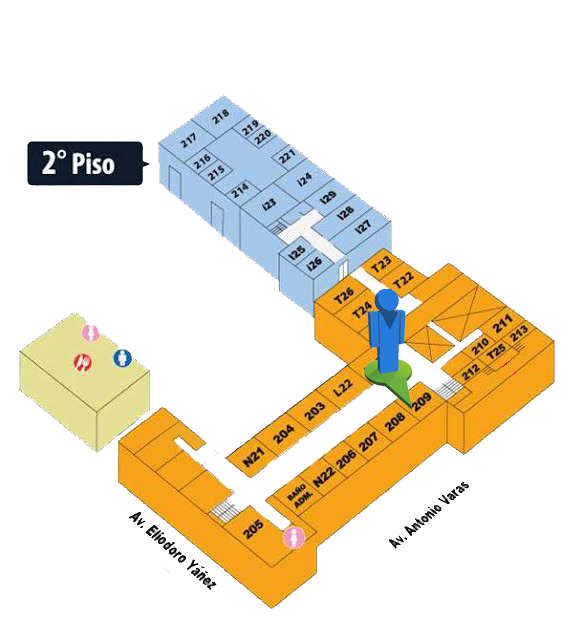 218
219
220
217
221
216
215
I24
214
I29
I23
I28
I27
I25
I26
2° Piso
T23
T22
T26
T24
211
213
210
T25
212
L22
209
203
208
204
207
N21
206
N22
BAÑO
ADM.
205
Av. Antonio Varas
Av. Eliodoro Yáñez